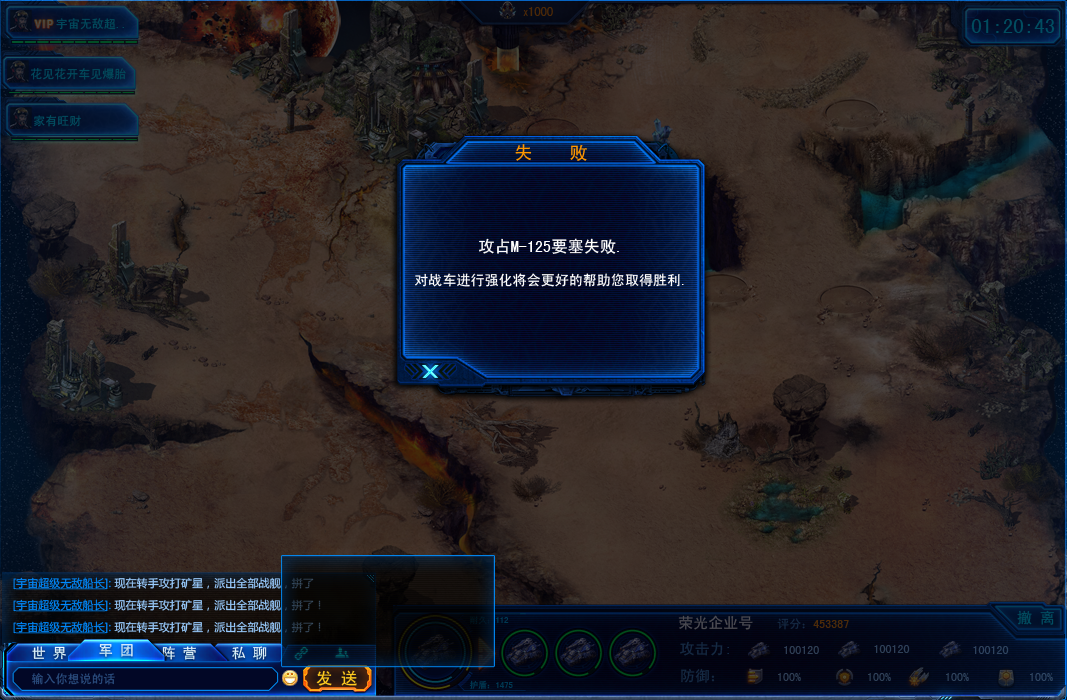 VIP 宇宙无敌超..
x1000
01:20:43
花见花开车见爆胎
家有旺财
失 败
攻占M-125要塞失败.
对战车进行强化将会更好的帮助您取得胜利.
[宇宙超级无敌船长]: 现在转手攻打矿星，派出全部战舰，拼了
[宇宙超级无敌船长]: 现在转手攻打矿星，派出全部战舰，拼了！
[宇宙超级无敌船长]: 现在转手攻打矿星，派出全部战舰，拼了！
世界 军团 阵营 私聊
输入你想说的话
发 送
护盾: 1475
荣光企业号 评分: 453387
撤 离
攻击力: 100120 100120 100120
防御: 100% 100% 100% 100%